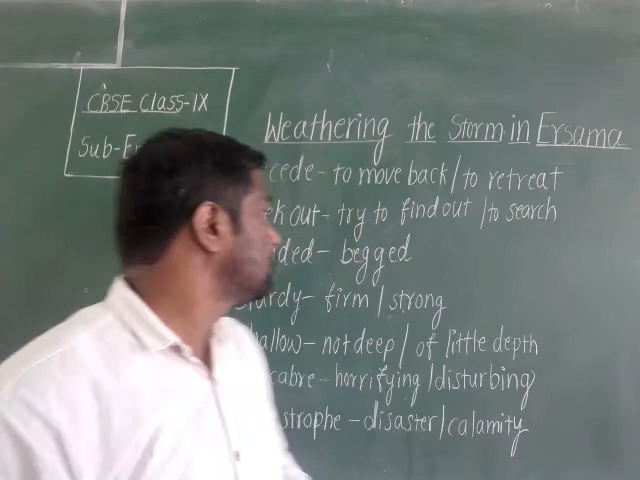 CBSE Class-IX
Sub-En
Weathering the Storm in Ersama
cede - to move back / to retreat
ek out - try to find out / to search
ded - begged
sturdy - firm / strong
hallow - not deep / of little depth
cabre - horrifying / disturbing
strophe - disaster / calamity